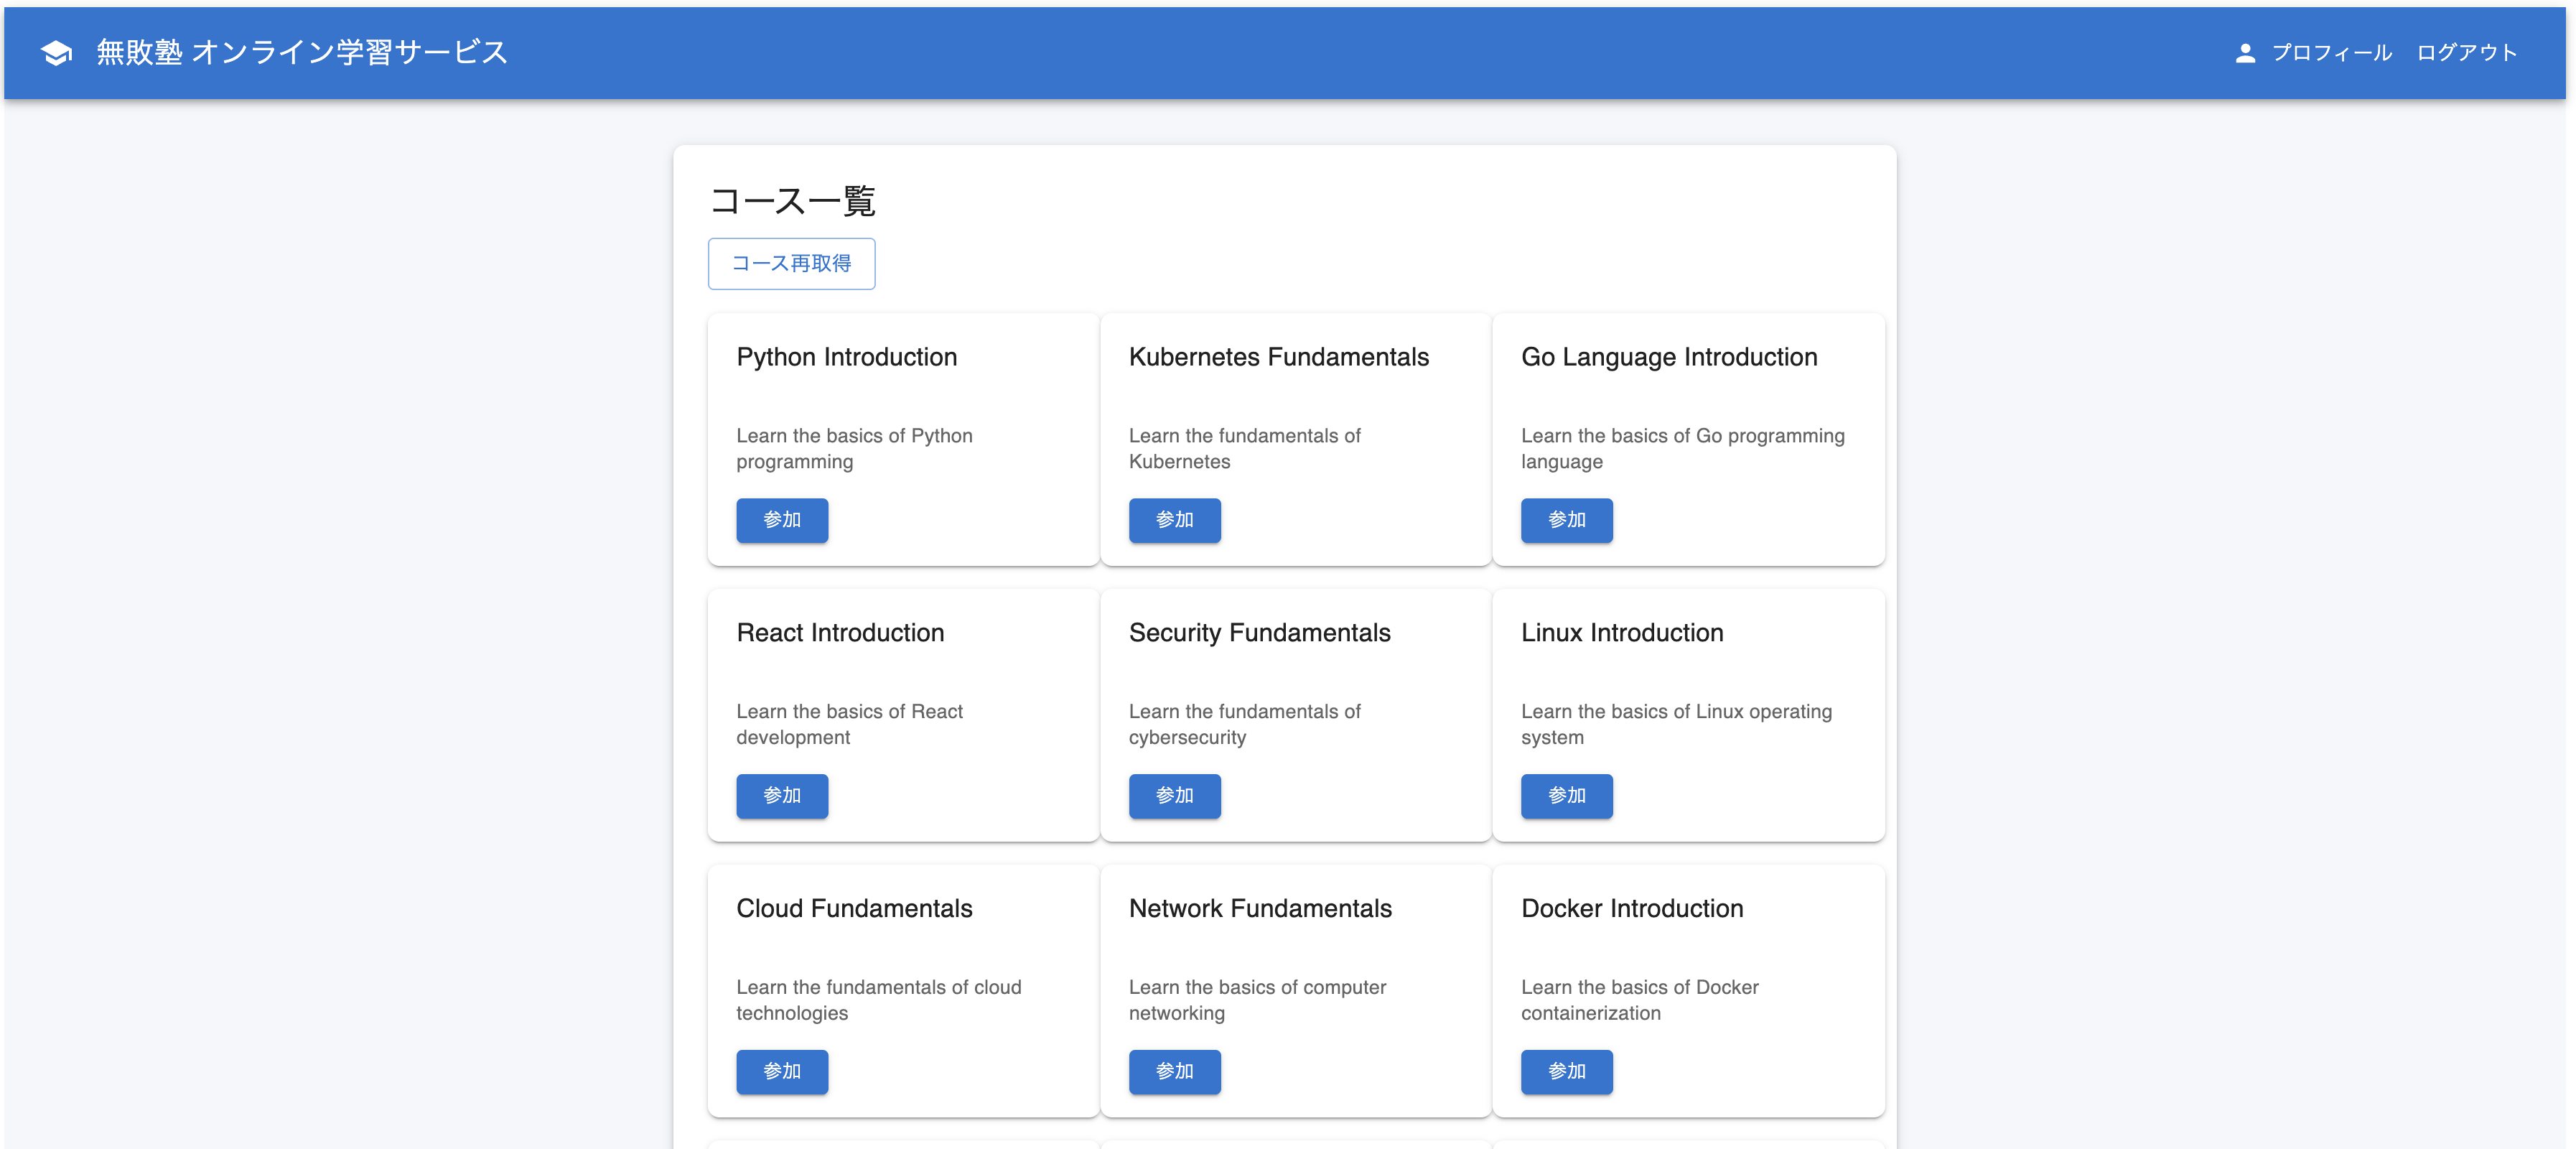 無敗塾 オンライン学習サービス
プロフィール ログアウト
コース一覧
コース再取得
Python Introduction
Learn the basics of Python
programming
参加
Kubernetes Fundamentals
Learn the fundamentals of
Kubernetes
参加
Go Language Introduction
Learn the basics of Go programming
language
参加
React Introduction
Learn the basics of React
development
参加
Security Fundamentals
Learn the fundamentals of
cybersecurity
参加
Linux Introduction
Learn the basics of Linux operating
system
参加
Cloud Fundamentals
Learn the fundamentals of cloud
technologies
参加
Network Fundamentals
Learn the basics of computer
networking
参加
Docker Introduction
Learn the basics of Docker
containerization
参加